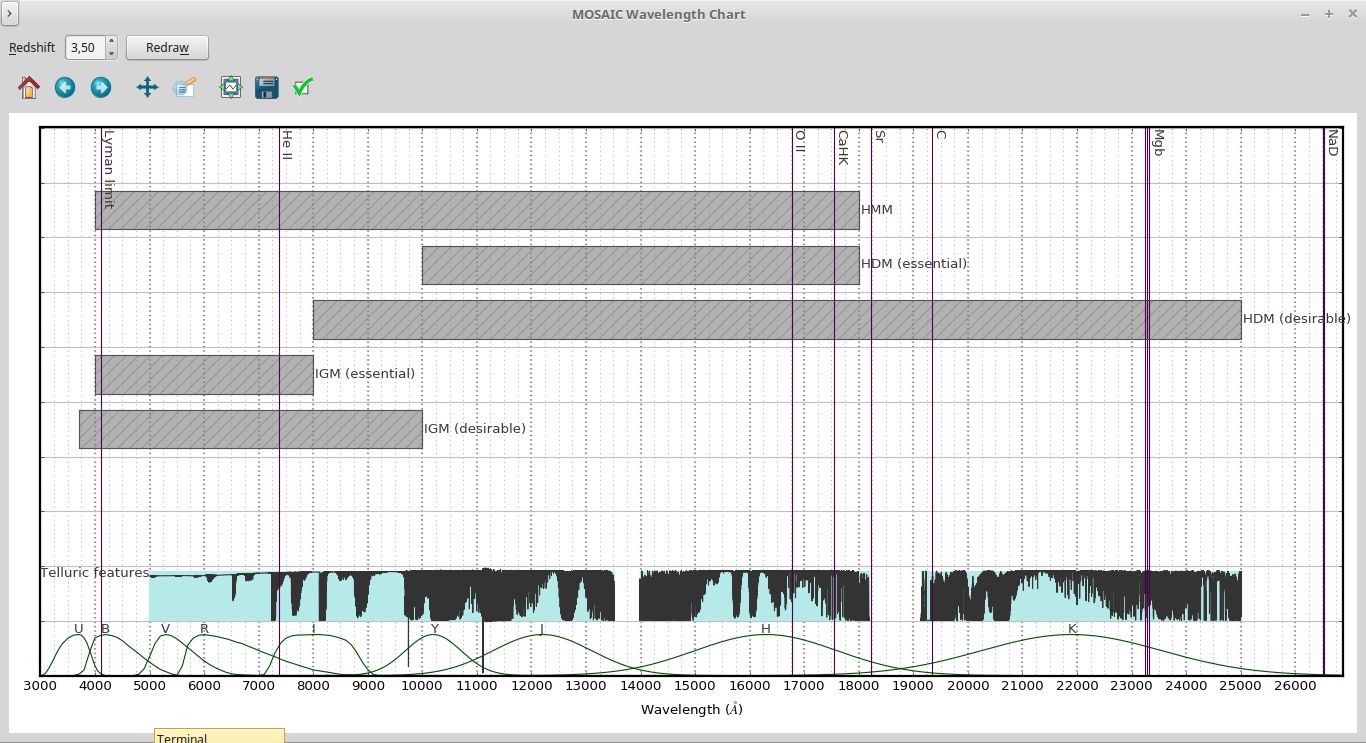 MOSAIC Wavelength Chart
Redshift 3,50 Redraw
Lyman limit
He II
O II
CaHK
Sr
C
Mgb
NaD
HMM
HDM (essential)
HDM (desirable)
IGM (essential)
IGM (desirable)
Telluric features
U B V R I Y J H K
3000 4000 5000 6000 7000 8000 9000 10000 11000 12000 13000 14000 15000 16000 17000 18000 19000 20000 21000 22000 23000 24000 25000 26000
Wavelength (Å)
Terminal